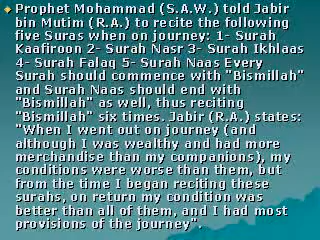 Prophet Mohammad (S.A.W.) told Jabir
bin Mutim (R.A.) to recite the following
five Suras when on journey: 1- Surah
Kaafiroon 2- Surah Nasr 3- Surah Ikhlaas
4- Surah Falaq 5- Surah Naas Every
Surah should commence with "Bismillah"
and Surah Naas should end with
"Bismillah" as well, thus reciting
"Bismillah" six times. Jabir (R.A.) states:
"When I went out on journey (and
although I was wealthy and had more
merchandise than my companions), my
conditions were worse than them, but
from the time I began reciting these
surahs, on return my condition was
better than all of them, and I had most
provisions of the journey".